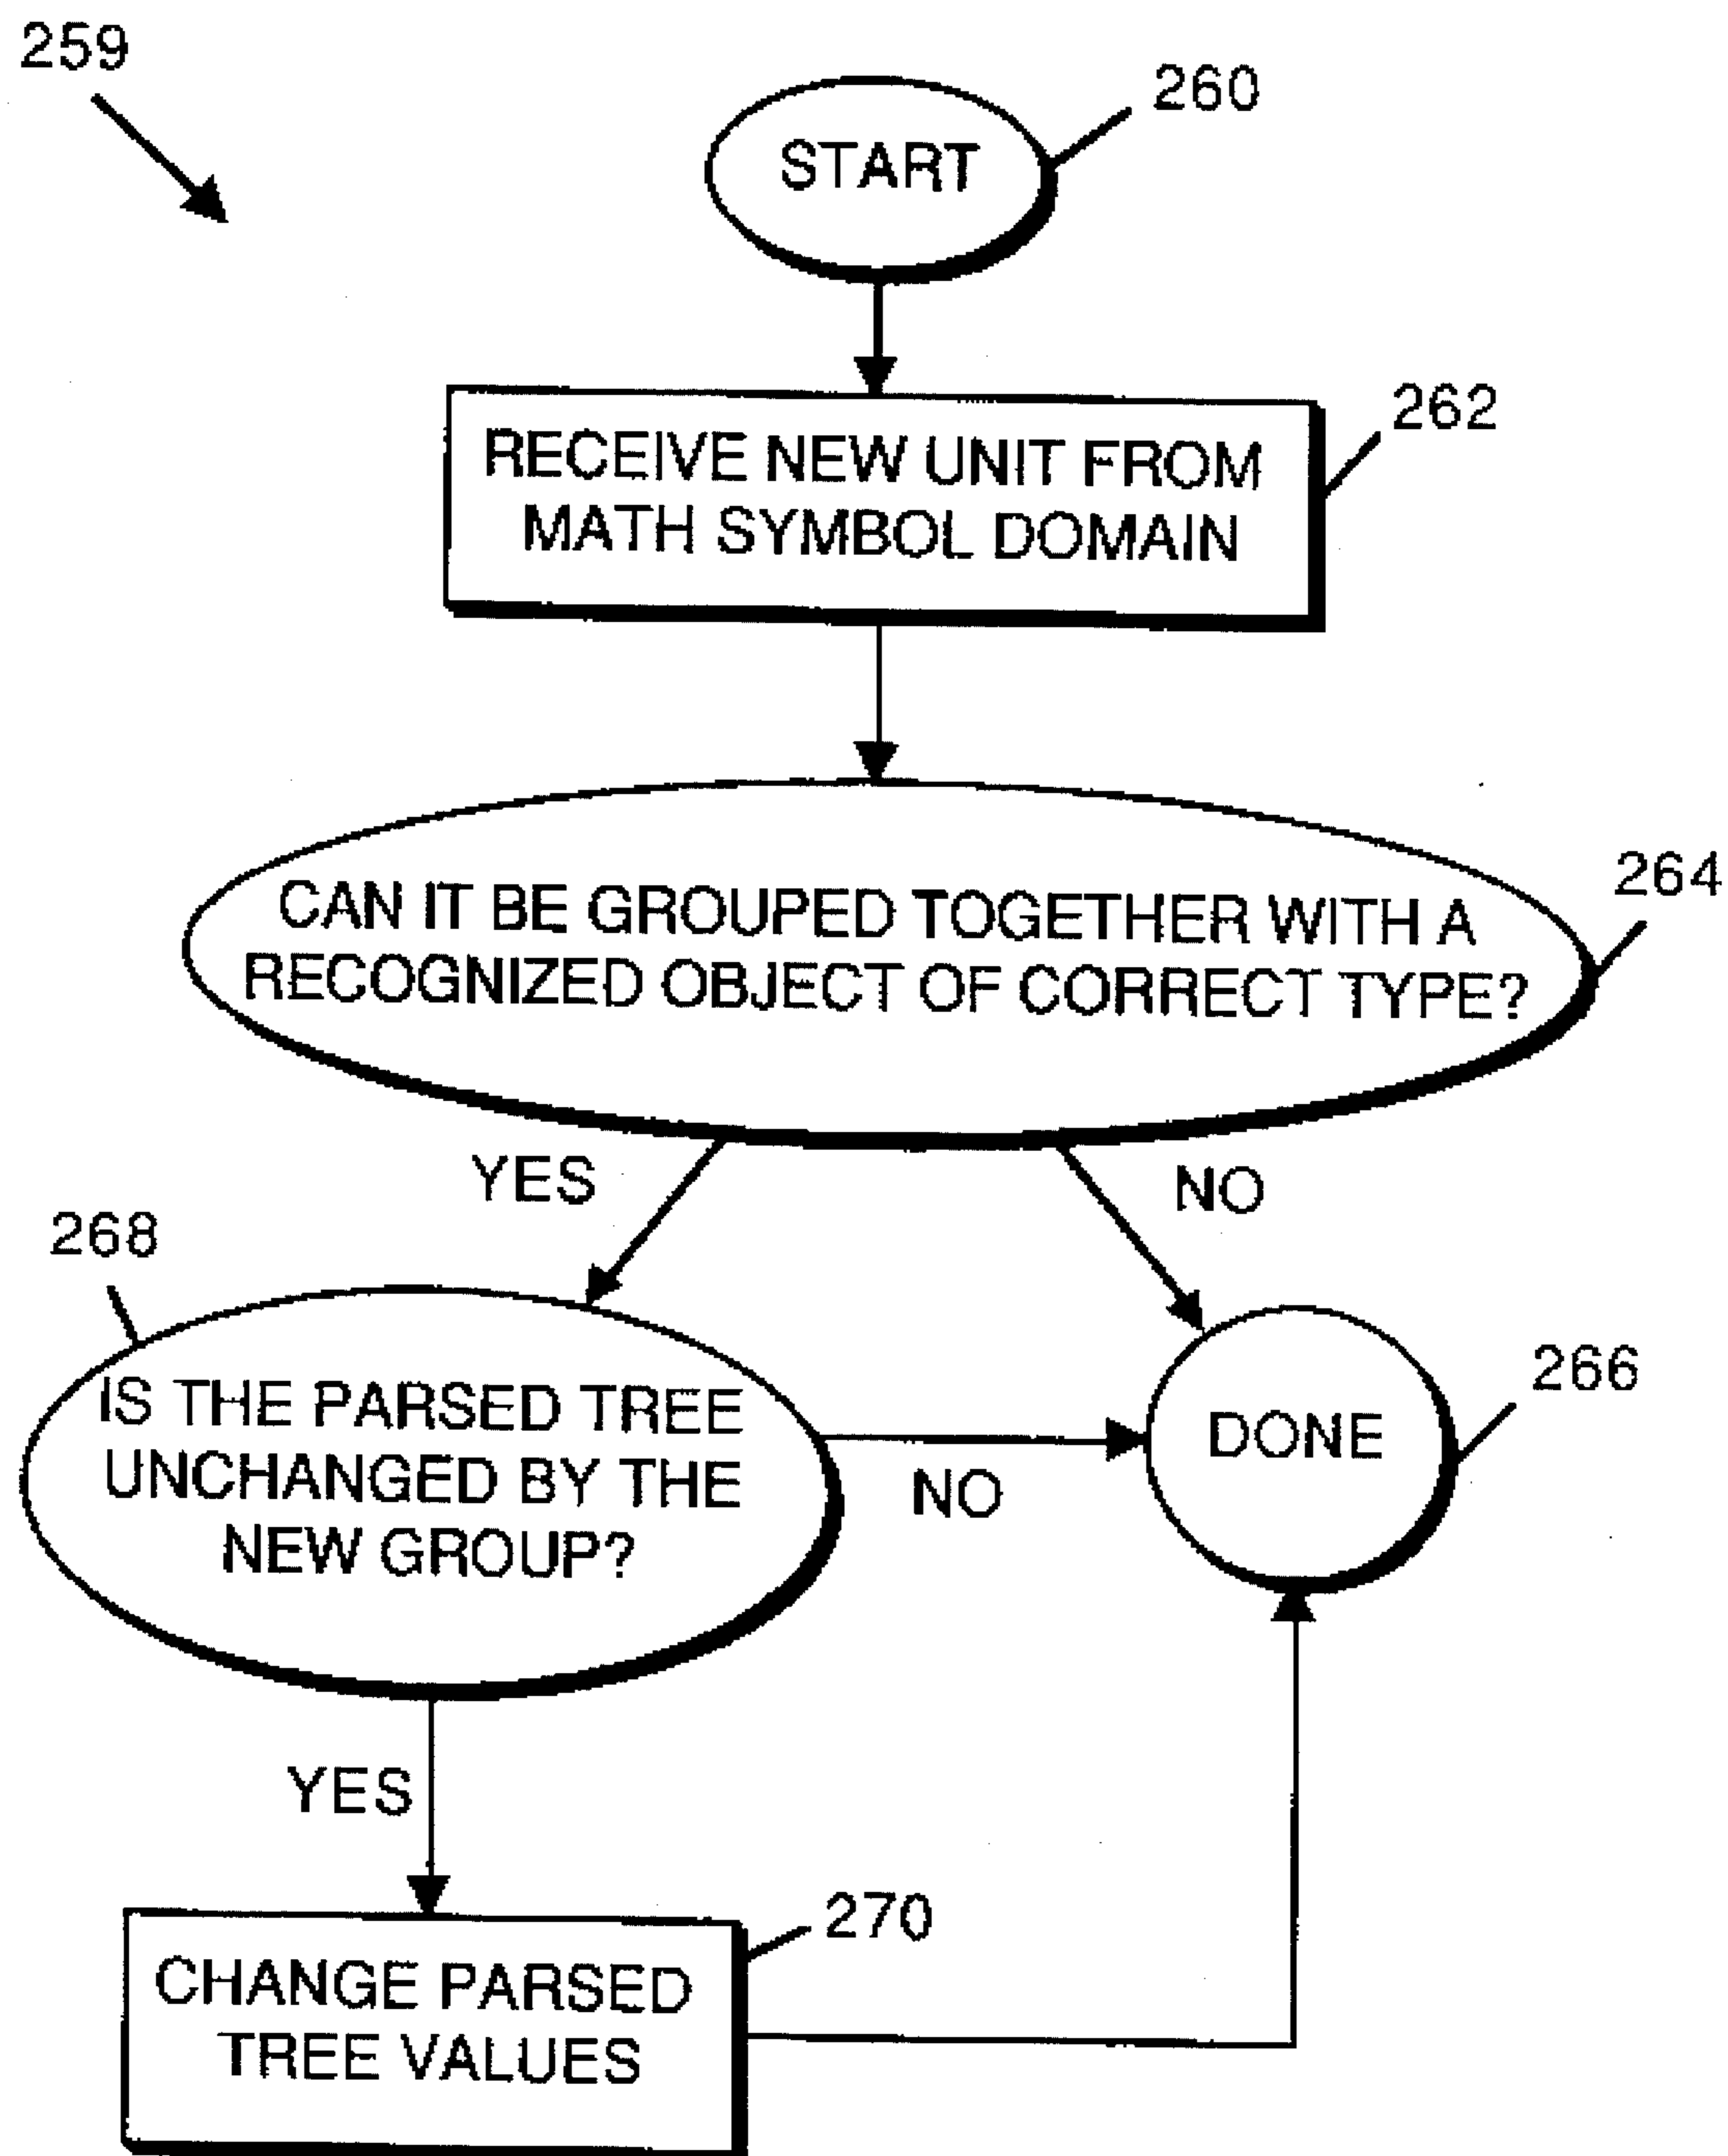 259
260
START
262
RECEIVE NEW UNIT FROM
MATH SYMBOL DOMAIN
264
CAN IT BE GROUPED TOGETHER WITH A
RECOGNIZED OBJECT OF CORRECT TYPE?
YES
NO
268
IS THE PARSED TREE
UNCHANGED BY THE
NEW GROUP?
NO
266
DONE
YES
270
CHANGE PARSED
TREE VALUES